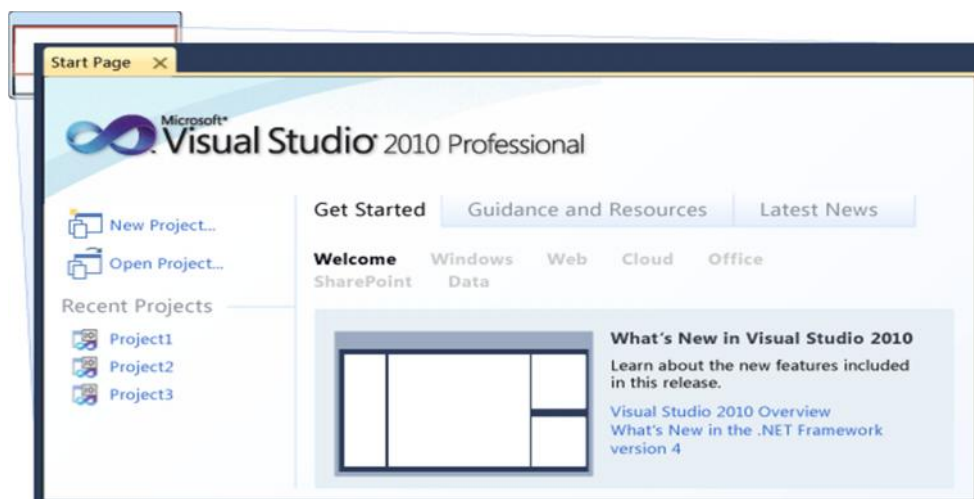 Start Page
Microsoft
Visual Studio 2010 Professional
New Project...
Open Project...
Recent Projects
Project1
Project2
Project3
Get Started
Guidance and Resources
Latest News
Welcome Windows Web Cloud Office
SharePoint Data
What's New in Visual Studio 2010
Learn about the new features included
in this release.
Visual Studio 2010 Overview
What's New in the .NET Framework
version 4